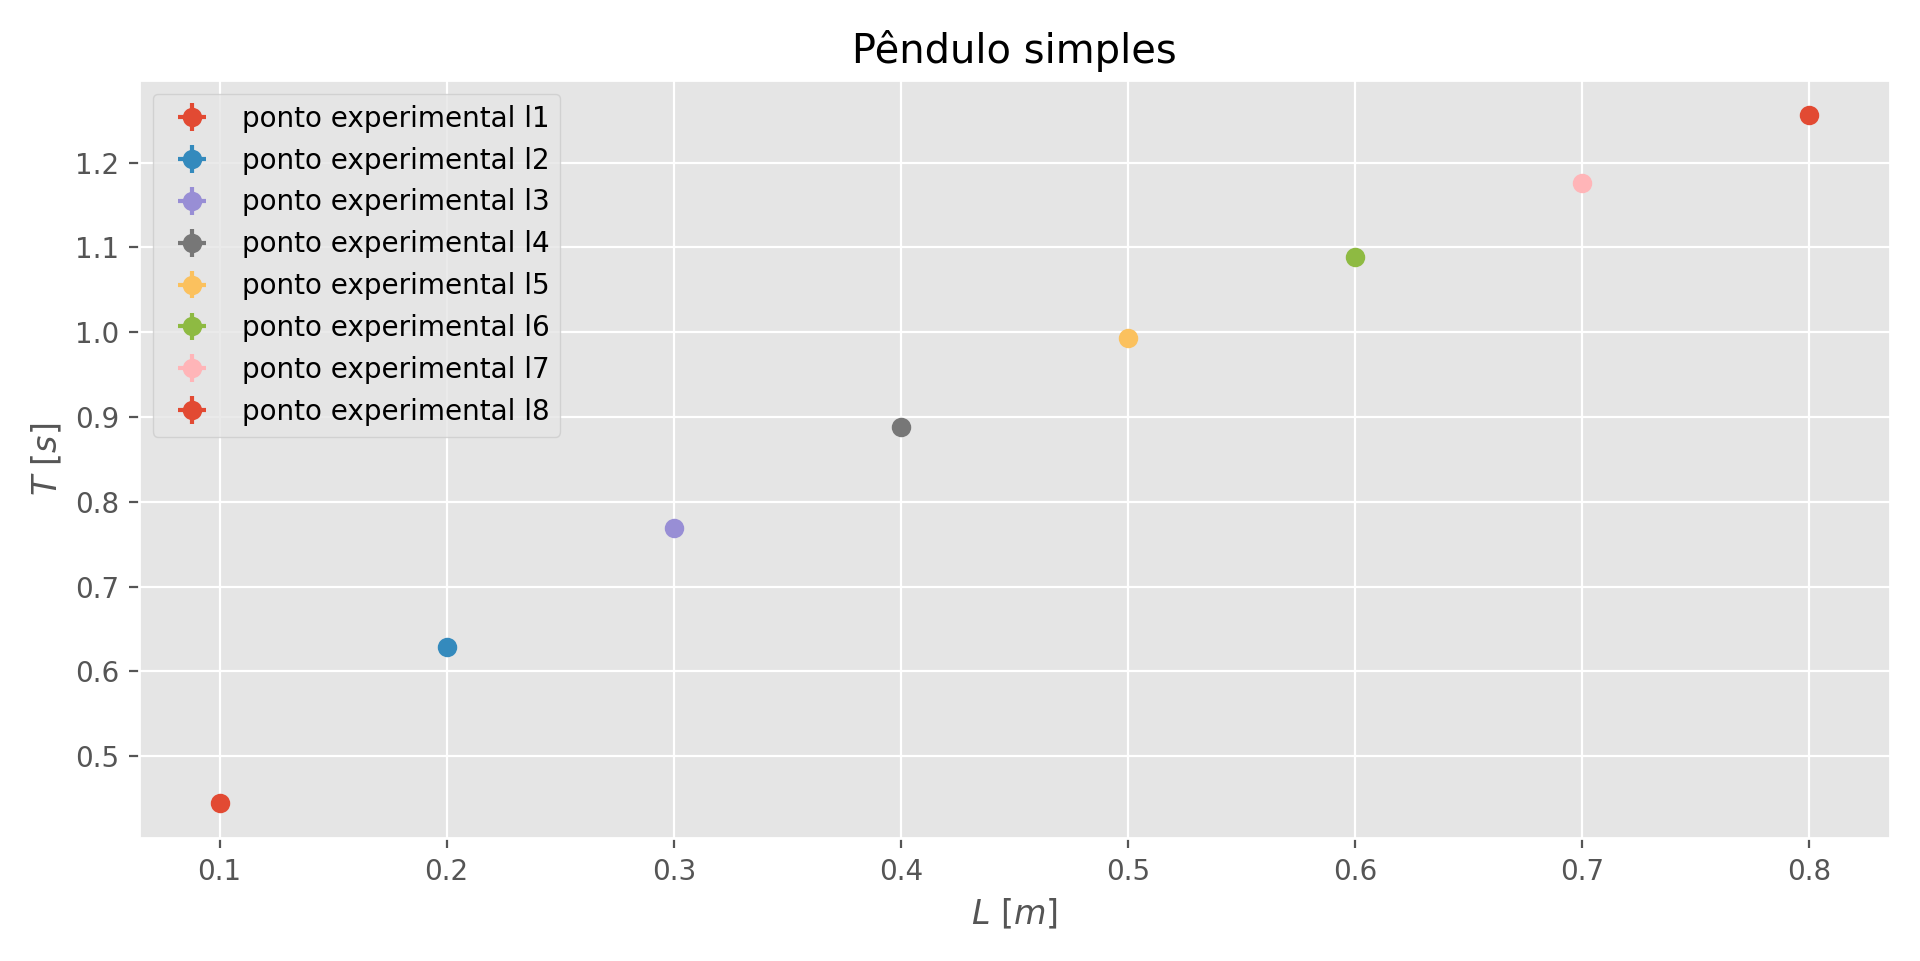 Pêndulo simples
ponto experimental l1
ponto experimental l2
ponto experimental l3
ponto experimental l4
ponto experimental l5
ponto experimental l6
ponto experimental l7
ponto experimental l8
1.2
1.1
1.0
0.9
0.8
0.7
0.6
0.5
T [s]
0.1 0.2 0.3 0.4 0.5 0.6 0.7 0.8
L [m]